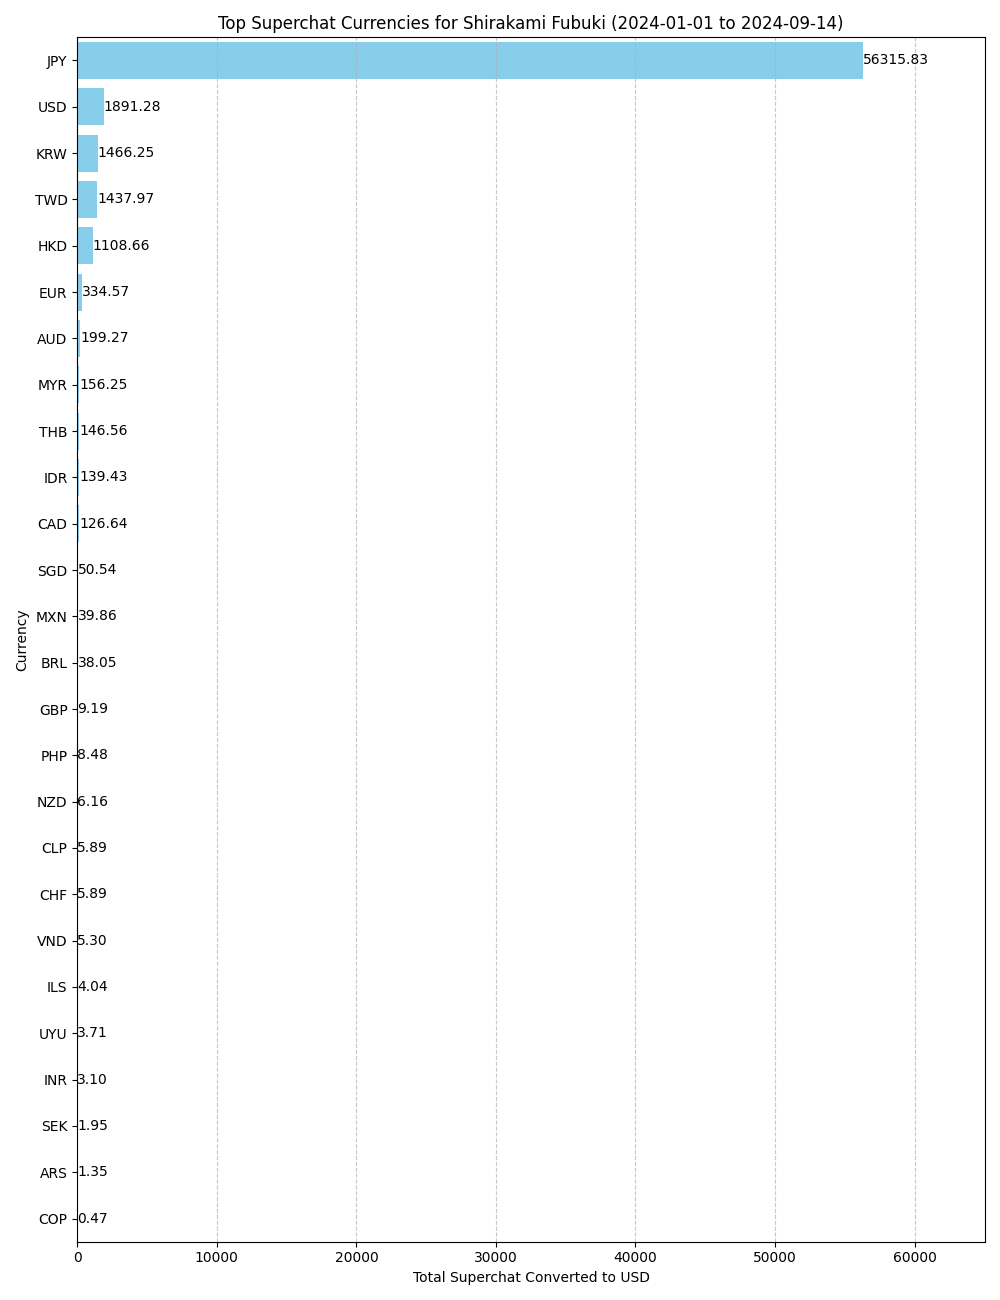 Top Superchat Currencies for Shirakami Fubuki (2024-01-01 to 2024-09-14)
JPY 56315.83
USD 1891.28
KRW 1466.25
TWD 1437.97
HKD 1108.66
EUR 334.57
AUD 199.27
MYR 156.25
THB 146.56
IDR 139.43
CAD 126.64
SGD 50.54
MXN 39.86
Currency
BRL 38.05
GBP 9.19
PHP 8.48
NZD 6.16
CLP 5.89
CHF 5.89
VND 5.30
ILS 4.04
UYU 3.71
INR 3.10
SEK 1.95
ARS 1.35
COP 0.47
0 10000 20000 30000 40000 50000 60000
Total Superchat Converted to USD